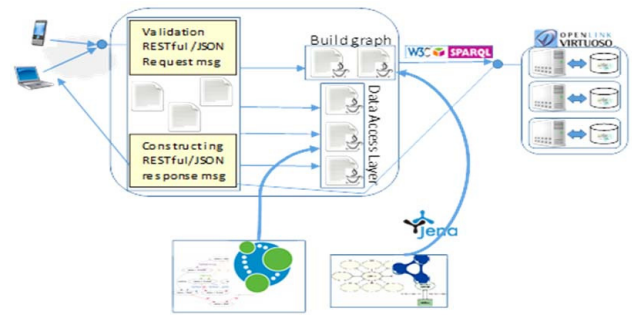 Validation
RESTful/JSON
Request msg
Build graph
W3C SPARQL
OPENLINK
VIRTUOSO
Data Access Layer
Constructing
RESTful/JSON
response msg
jena